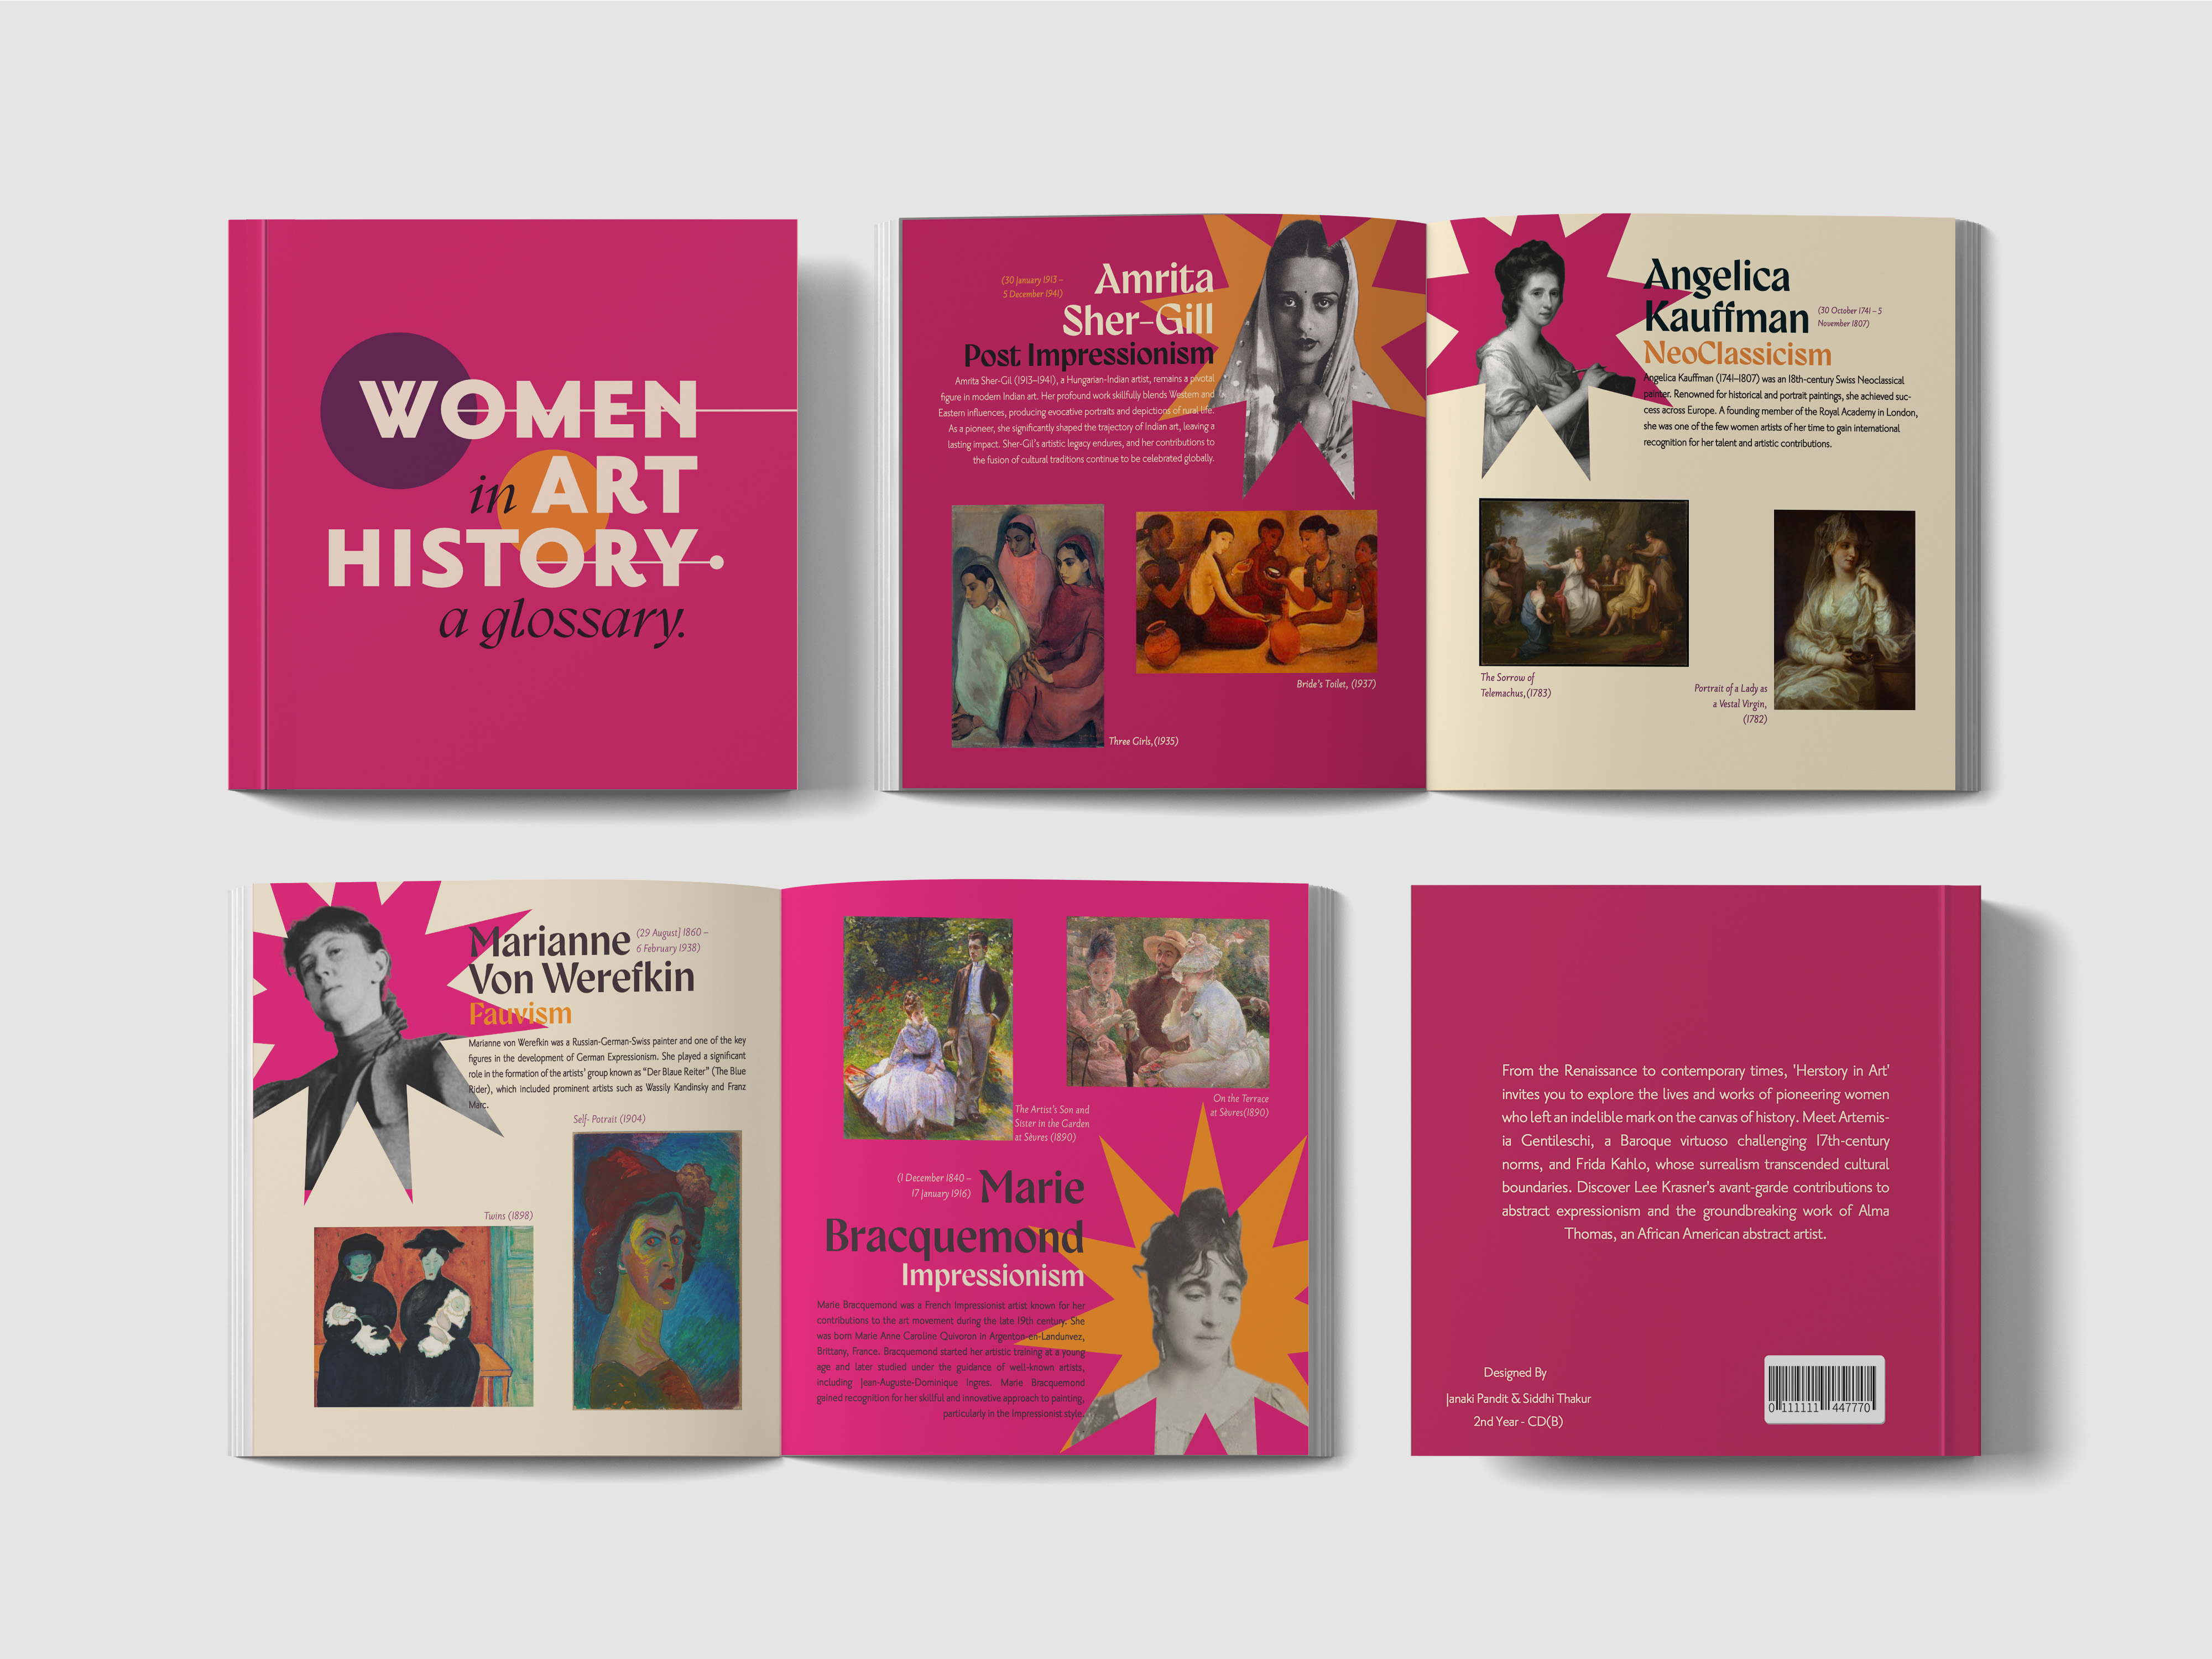 WOMEN
in ART
HISTORY
a glossary.
(30 January 1913 –
5 December 1941)
Amrita
Sher-Gill
Post Impressionism
Amrita Sher-Gil (1913–1941), a Hungarian-Indian artist, remains a pivotal
figure in modern Indian art. Her profound work skillfully blends Western and
Eastern influences, producing evocative portraits and depictions of rural life.
As a pioneer, she significantly shaped the trajectory of Indian art, leaving a
lasting impact. Sher-Gil's artistic legacy endures, and her contributions to
the fusion of cultural traditions continue to be celebrated globally.
Bride's Toilet, (1937)
Three Girls,(1935)
Angelica
Kauffman
(30 October 1741 – 5
November 1807)
NeoClassicism
Angelica Kauffman (1741–1807) was an 18th-century Swiss Neoclassical
painter. Renowned for historical and portrait paintings, she achieved suc-
cess across Europe. A founding member of the Royal Academy in London,
she was one of the few women artists of her time to gain international
recognition for her talent and artistic contributions.
The Sorrow of
Telemachus,(1783)
Portrait of a Lady as
a Vestal Virgin,
(1782)
Marianne
(29 August] 1860 –
6 February 1938)
Von Werefkin
Fauvism
Marianne von Werefkin was a Russian-German-Swiss painter and one of the key
figures in the development of German Expressionism. She played a significant
role in the formation of the artists' group known as "Der Blaue Reiter" (The Blue
Rider), which included prominent artists such as Wassily Kandinsky and Franz
Marc.
Self- Potrait (1904)
Twins (1898)
The Artist's Son and
Sister in the Garden
at Sèvres (1890)
On the Terrace
at Sèvres(1890)
(1 December 1840 –
17 January 1916)
Marie
Bracquemond
Impressionism
Marie Bracquemond was a French Impressionist artist known for her
contributions to the art movement during the late 19th century. She
was born Marie Anne Caroline Quivoron in Argenton-en-Landunvez,
Brittany, France. Bracquemond started her artistic training at a young
age and later studied under the guidance of well-known artists,
including Jean-Auguste-Dominique Ingres. Marie Bracquemond
gained recognition for her skillful and innovative approach to painting,
particularly in the Impressionist style.
From the Renaissance to contemporary times, 'Herstory in Art'
invites you to explore the lives and works of pioneering women
who left an indelible mark on the canvas of history. Meet Artemis-
ia Gentileschi, a Baroque virtuoso challenging 17th-century
norms, and Frida Kahlo, whose surrealism transcended cultural
boundaries. Discover Lee Krasner's avant-garde contributions to
abstract expressionism and the groundbreaking work of Alma
Thomas, an African American abstract artist.
Designed By
Janaki Pandit & Siddhi Thakur
2nd Year - CD(B)
0 111111 447770